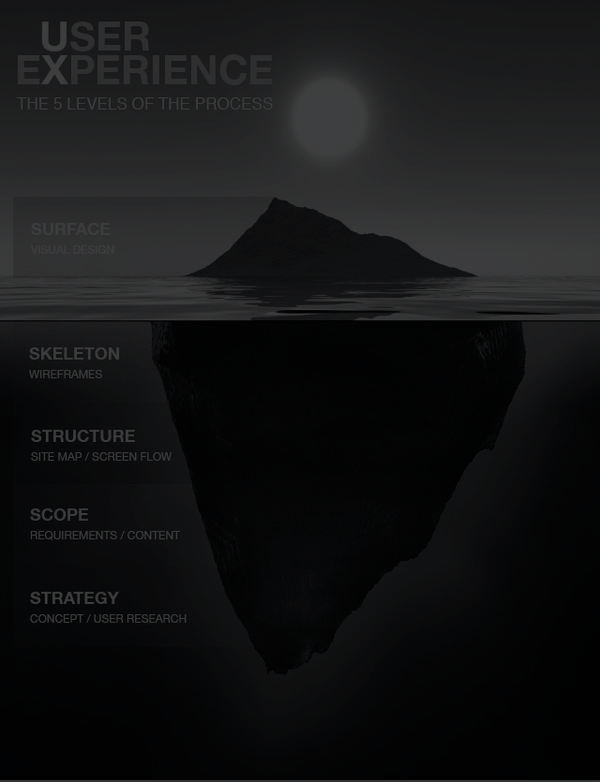 USER
EXPERIENCE
THE 5 LEVELS OF THE PROCESS
SURFACE
VISUAL DESIGN
SKELETON
WIREFRAMES
STRUCTURE
SITE MAP / SCREEN FLOW
SCOPE
REQUIREMENTS / CONTENT
STRATEGY
CONCEPT / USER RESEARCH